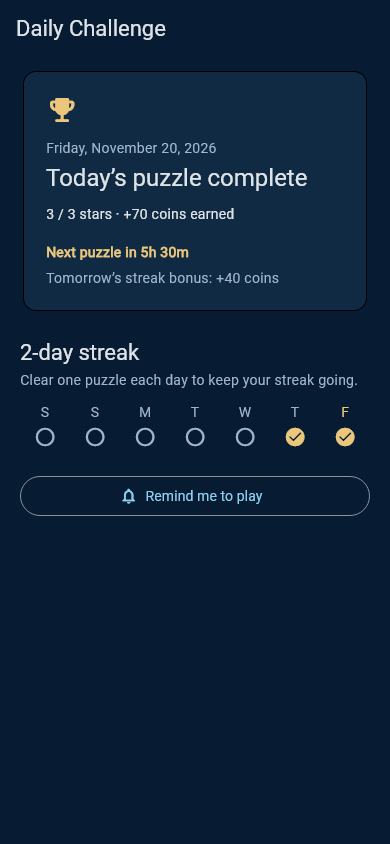 Daily Challenge
Friday, November 20, 2026
Today’s puzzle complete
3 / 3 stars · +70 coins earned
Next puzzle in 5h 30m
Tomorrow’s streak bonus: +40 coins
2-day streak
Clear one puzzle each day to keep your streak going.
S S M T W T F
Remind me to play